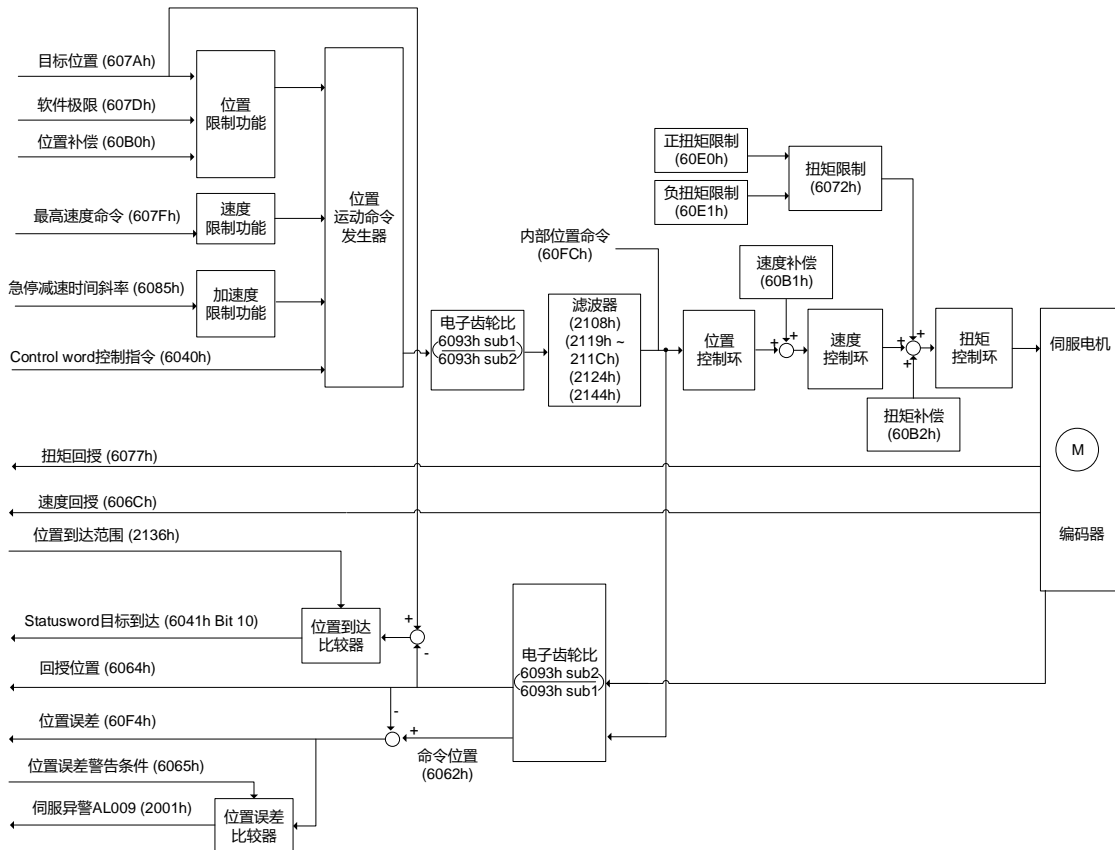 目标位置 (607Ah)
软件极限 (607Dh)
位置补偿 (60B0h)
最高速度命令 (607Fh)
急停减速时间斜率 (6085h)
Control word控制指令 (6040h)
位置
限制功能
速度
限制功能
加速度
限制功能
位置
运动命令
发生器
电子齿轮比
6093h sub1
6093h sub2
滤波器
(2108h)
(2119h ~
211Ch)
(2124h)
(2144h)
内部位置命令
(60FCh)
位置
控制环
正扭矩限制
(60E0h)
负扭矩限制
(60E1h)
扭矩限制
(6072h)
速度补偿
(60B1h)
+
+
速度
控制环
+
+
+
扭矩补偿
(60B2h)
扭矩
控制环
伺服电机
M
编码器
扭矩回授 (6077h)
速度回授 (606Ch)
位置到达范围 (2136h)
Statusword目标到达 (6041h Bit 10)
位置到达
比较器
+
-
回授位置 (6064h)
电子齿轮比
6093h sub2
6093h sub1
位置误差 (60F4h)
-
+
命令位置
(6062h)
位置误差警告条件 (6065h)
伺服异警AL009 (2001h)
位置误差
比较器